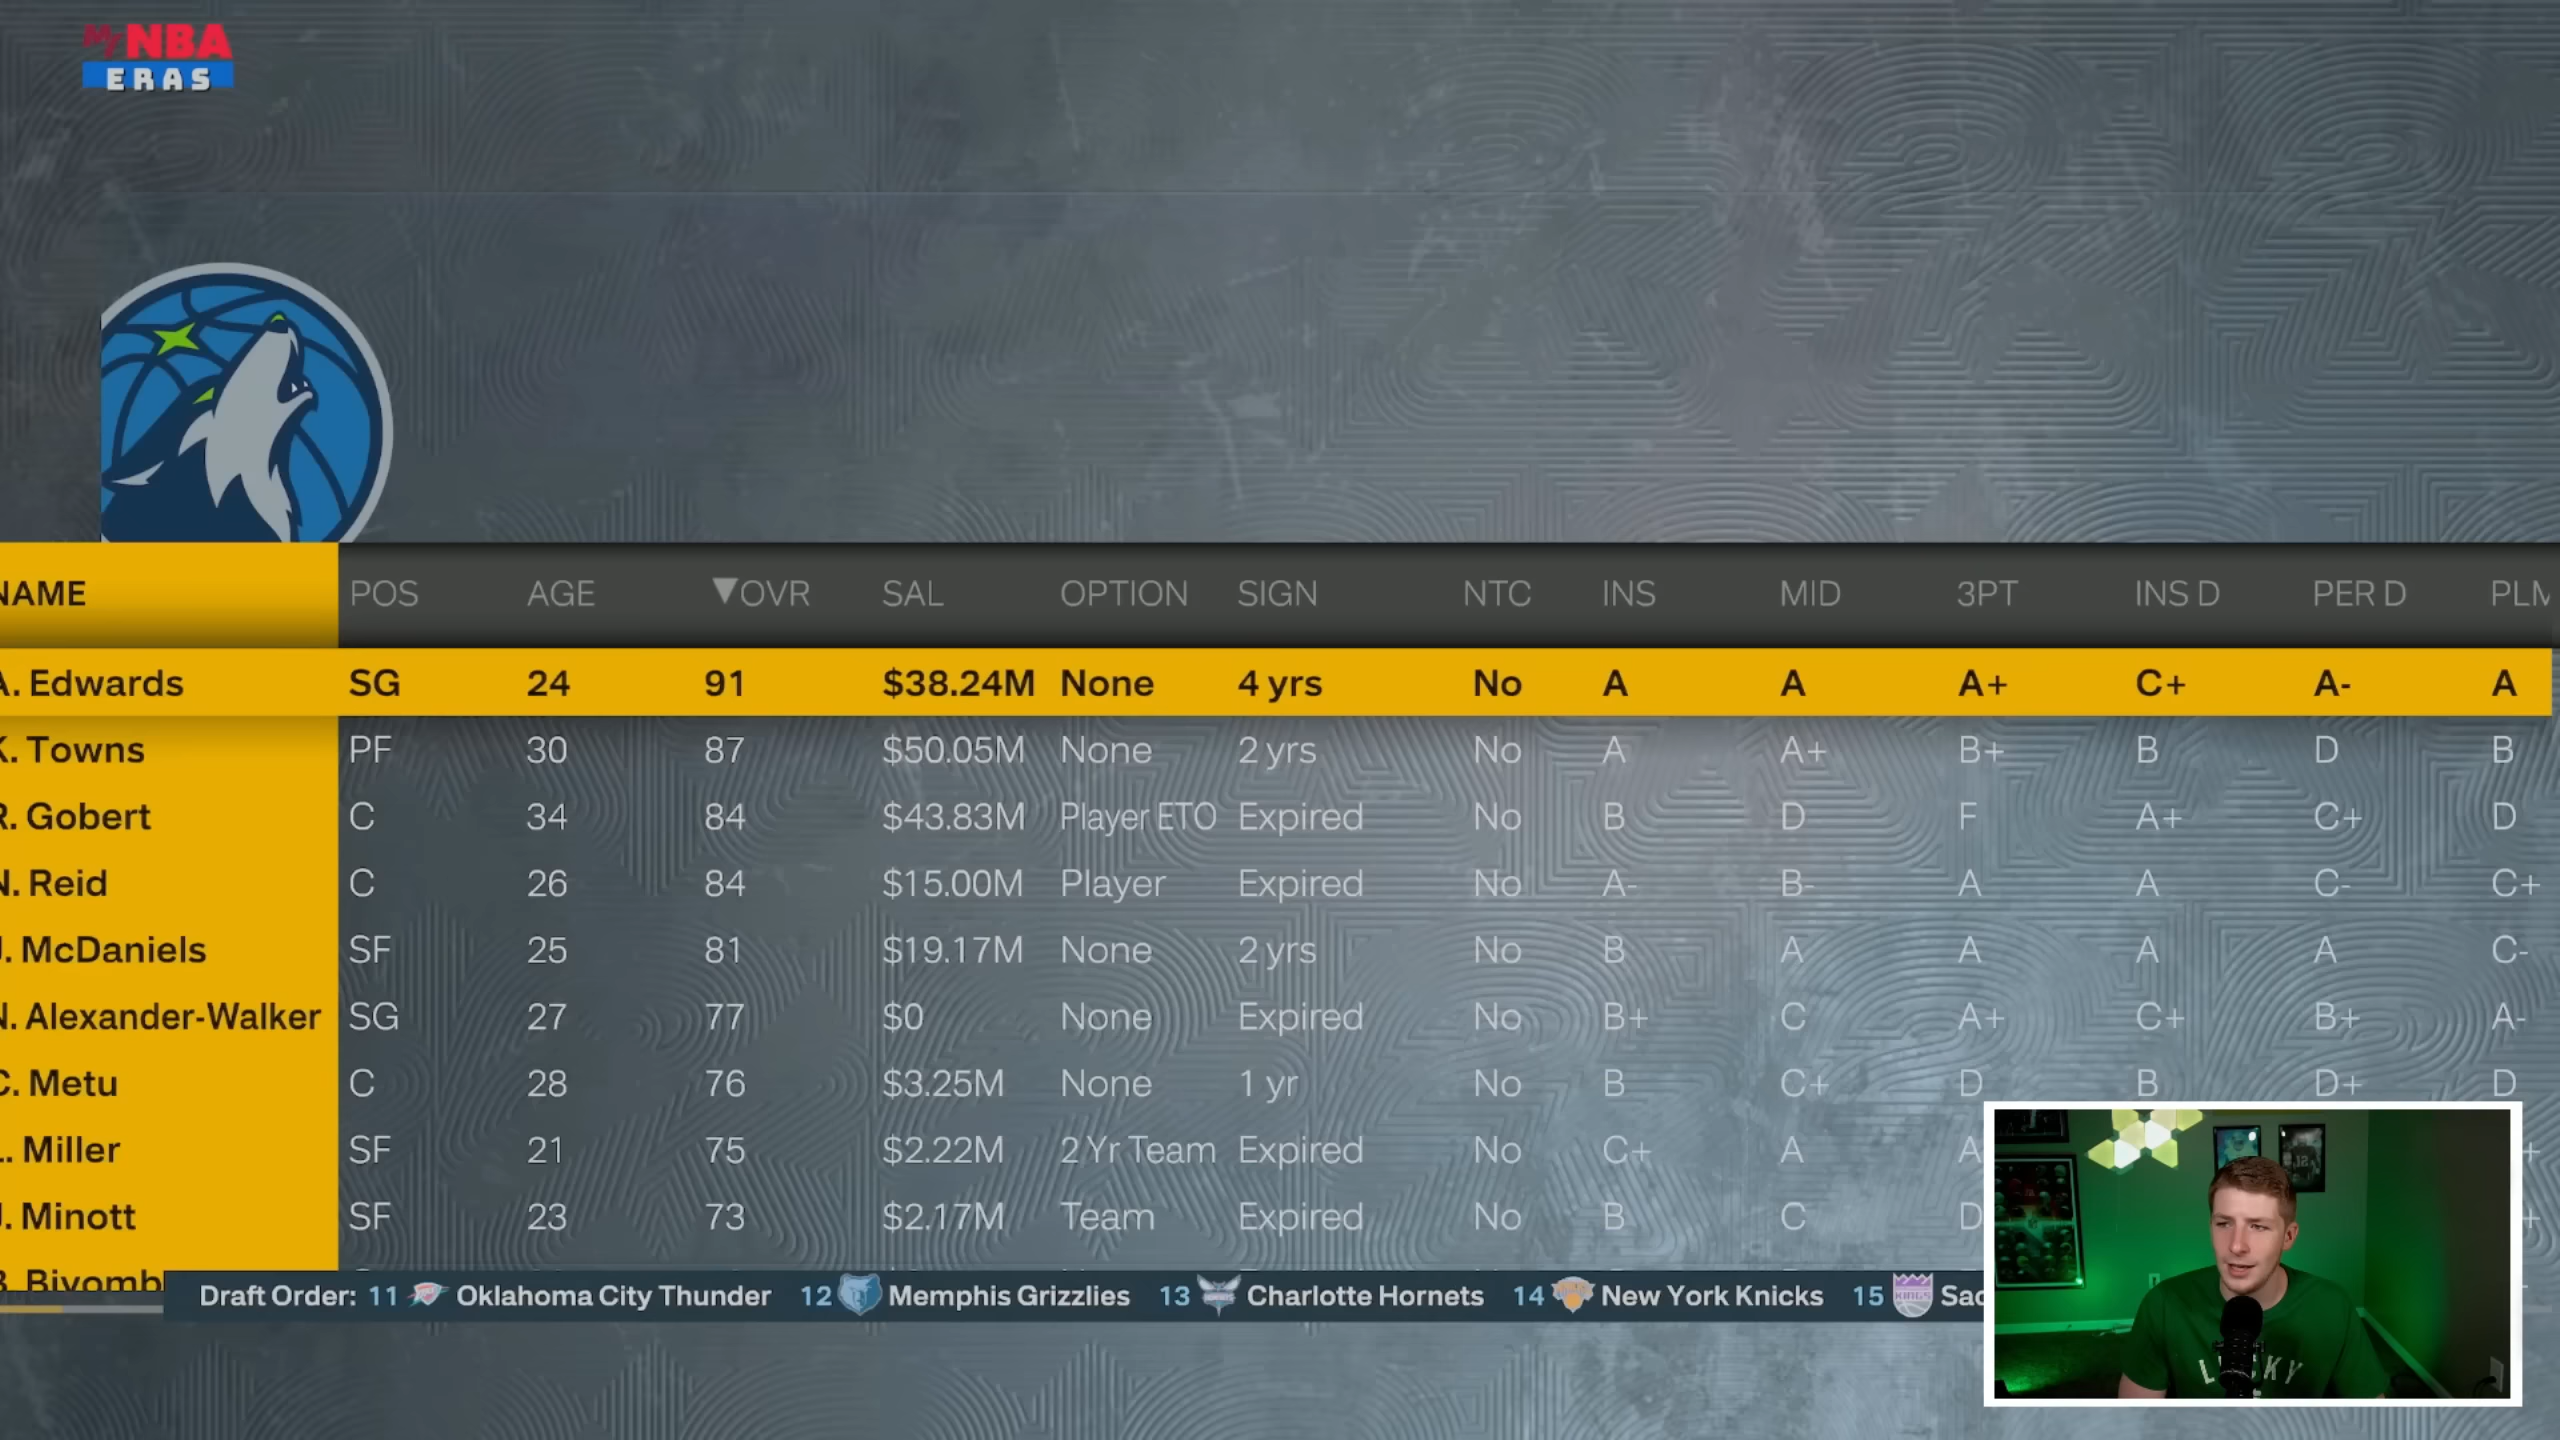 My NBA
ERAS
NAME POS AGE ▼OVR SAL OPTION SIGN NTC INS MID 3PT INS D PER D PLM
A. Edwards SG 24 91 $38.24M None 4 yrs No A A A+ C+ A- A
K. Towns PF 30 87 $50.05M None 2 yrs No A A+ B+ B D B
R. Gobert C 34 84 $43.83M Player ETO Expired No B D F A+ C+ D
N. Reid C 26 84 $15.00M Player Expired No A- B- A A C- C+
J. McDaniels SF 25 81 $19.17M None 2 yrs No B A A A A C-
N. Alexander-Walker SG 27 77 $0 None Expired No B+ C A+ C+ B+ A-
C. Metu C 28 76 $3.25M None 1 yr No B C+ D B D+ D
L. Miller SF 21 75 $2.22M 2 Yr Team Expired No C+ A A
J. Minott SF 23 73 $2.17M Team Expired No B C D
B. Biyomb
Draft Order: 11 Oklahoma City Thunder 12 Memphis Grizzlies 13 Charlotte Hornets 14 New York Knicks 15 KINGS Sac